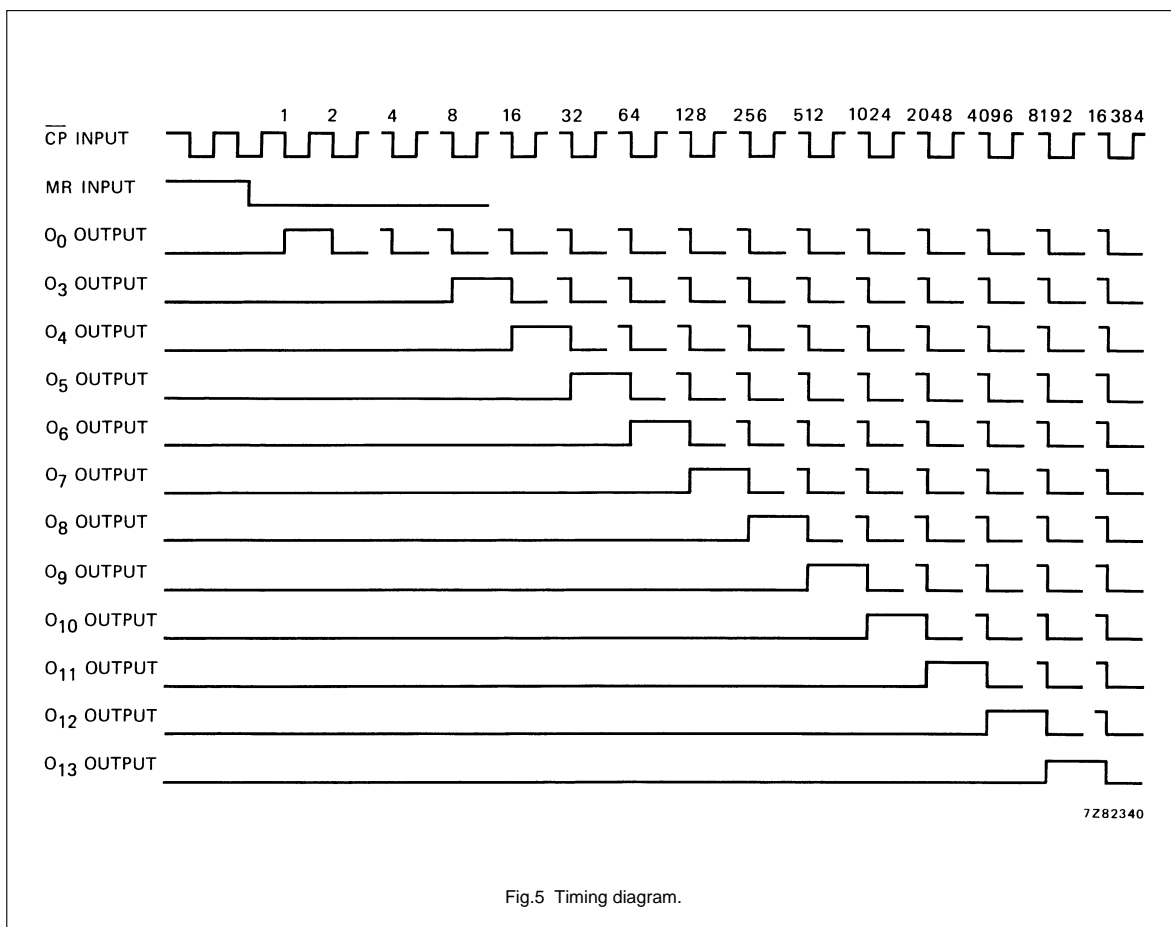 1 2 4 8 16 32 64 128 256 512 1024 2048 4096 8192 16 384
C̅P̅ INPUT
MR INPUT
O0 OUTPUT
O3 OUTPUT
O4 OUTPUT
O5 OUTPUT
O6 OUTPUT
O7 OUTPUT
O8 OUTPUT
O9 OUTPUT
O10 OUTPUT
O11 OUTPUT
O12 OUTPUT
O13 OUTPUT
7Z82340
Fig.5 Timing diagram.